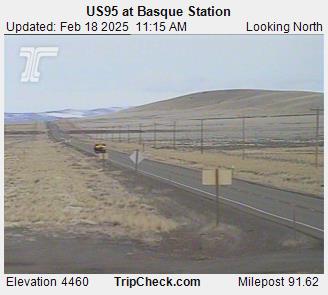 US95 at Basque Station
Updated: Feb 18 2025 11:15 AM Looking North
Elevation 4460 TripCheck.com Milepost 91.62